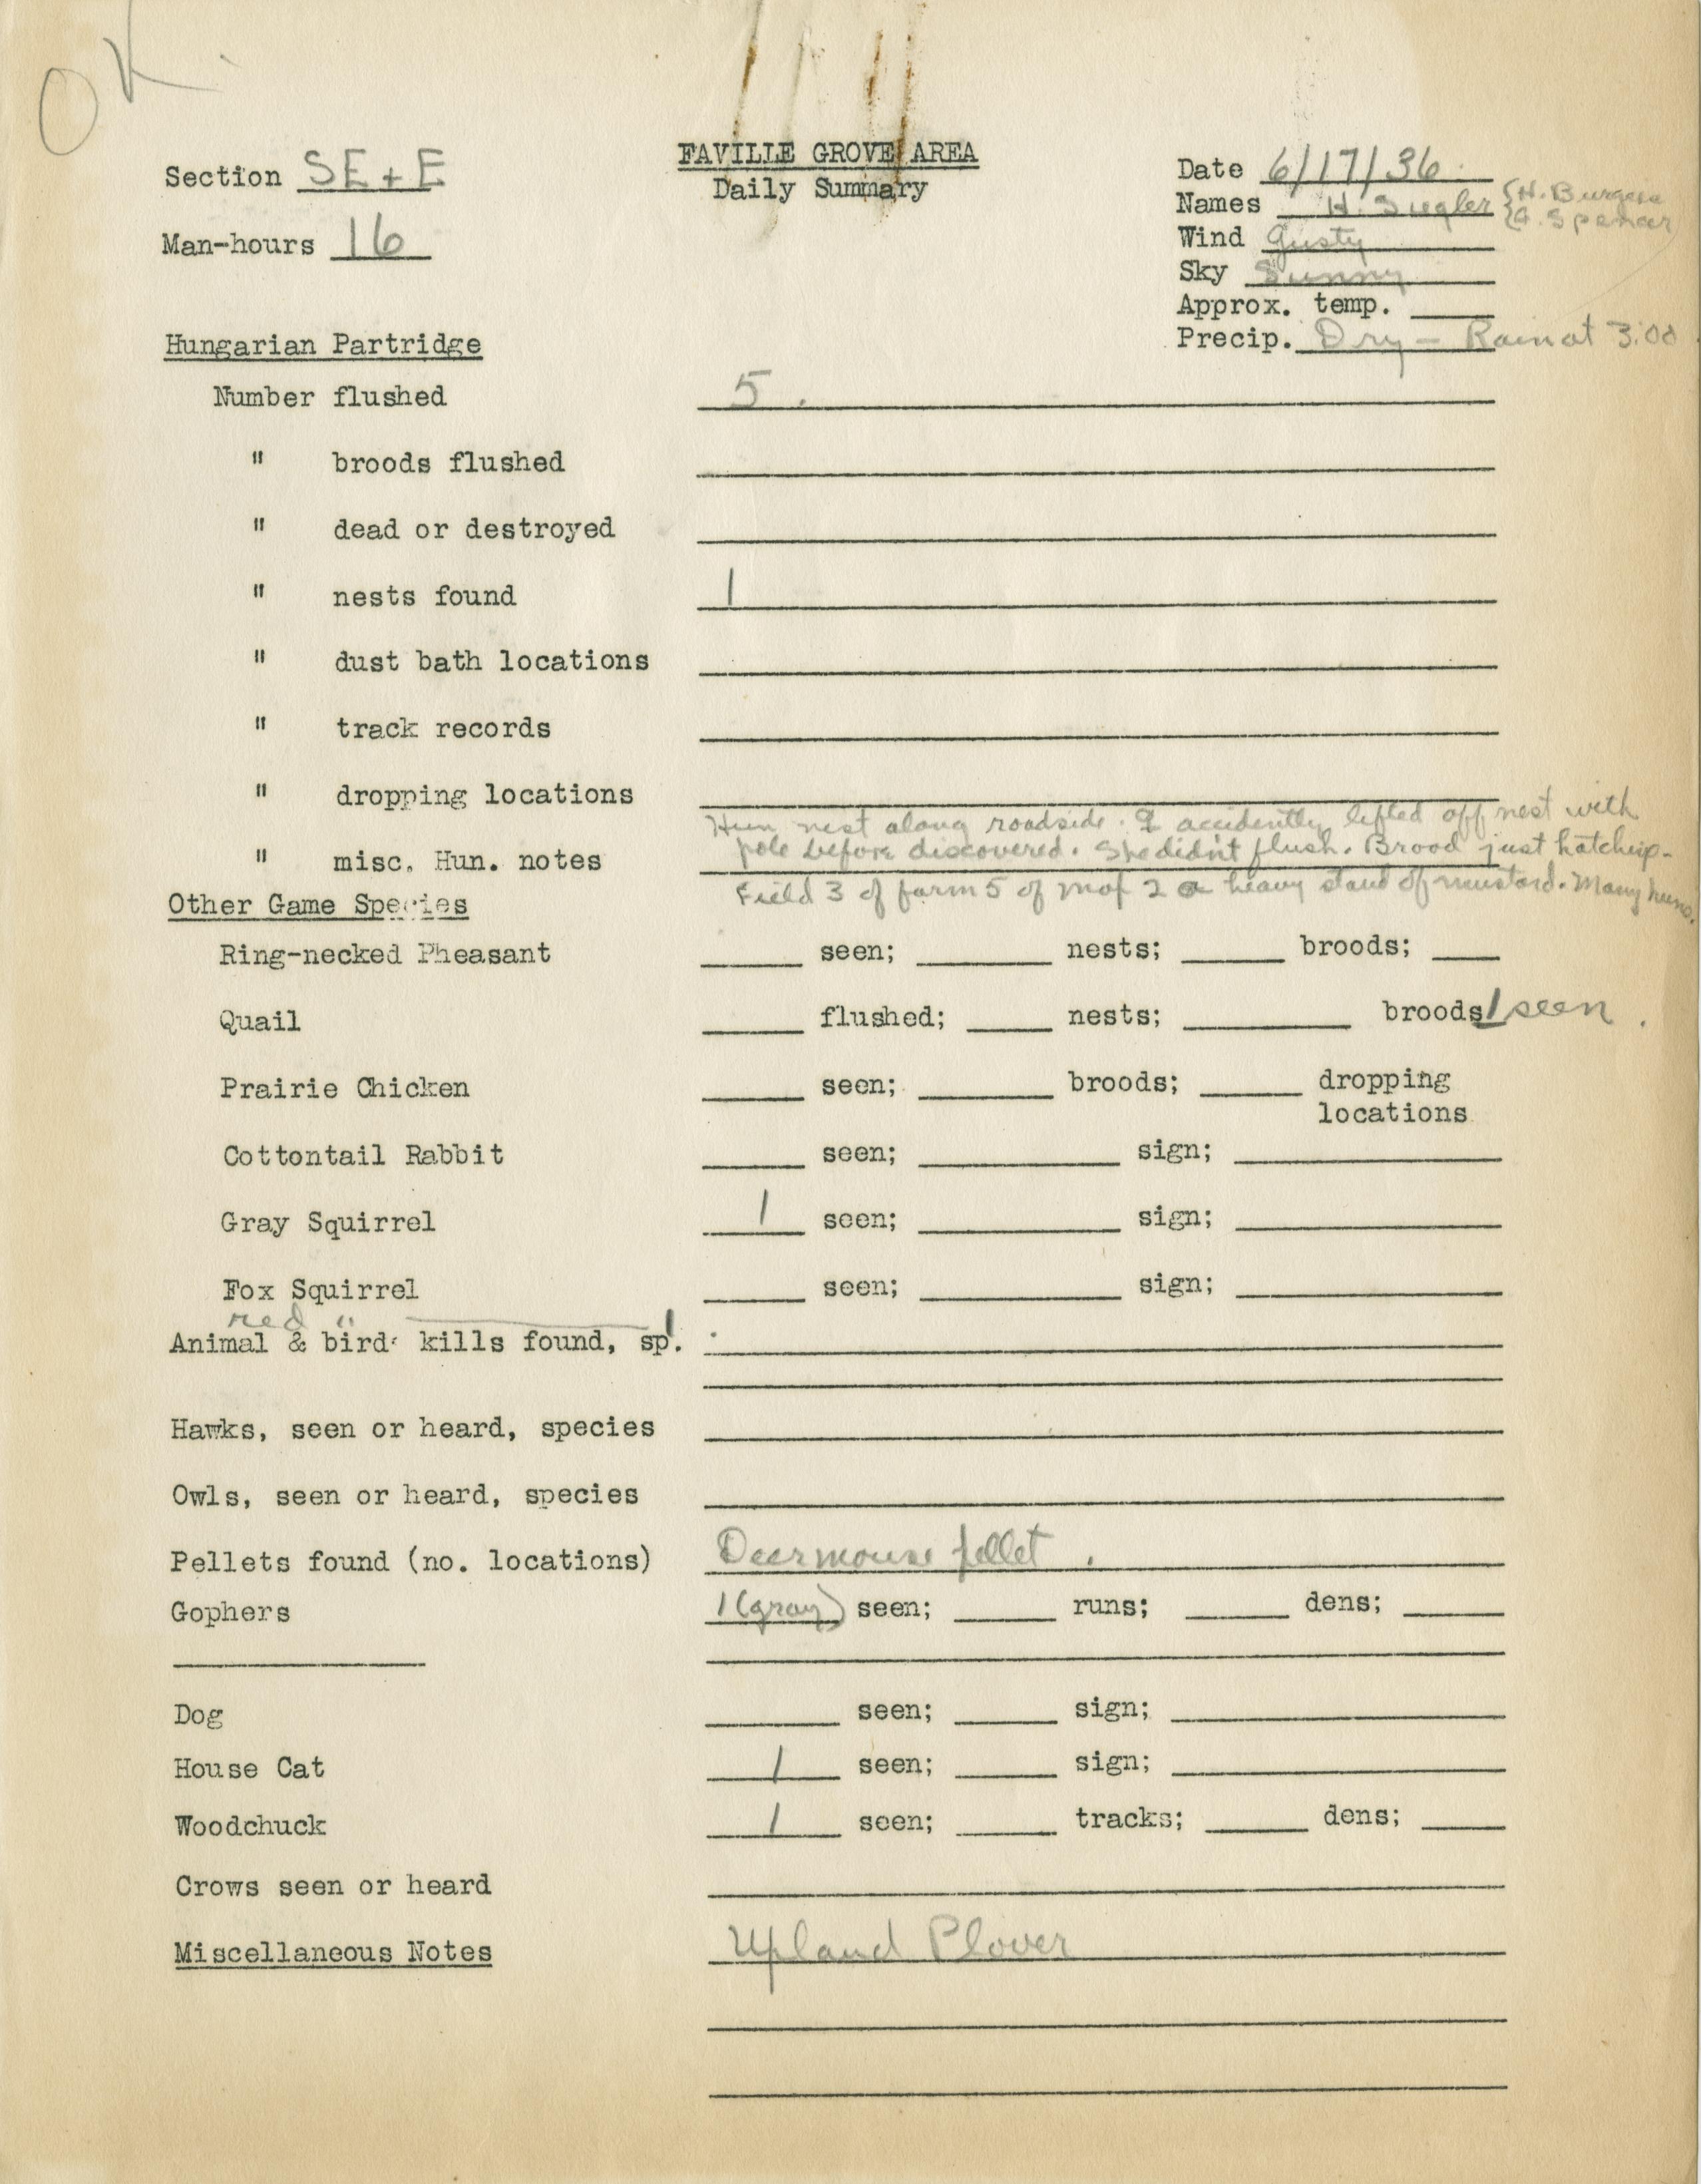 OK.
FAVILLE GROVE AREA
Daily Summary
Section SE + E
Man-hours 16
Date 6/17/36
Names H. Siegler {H. Burgess
{G. Spencer
Wind Gusty
Sky Sunny
Approx. temp.
Precip. Dry — Rain at 3:00
Hungarian Partridge
Number flushed 5.
" broods flushed
" dead or destroyed
" nests found 1
" dust bath locations
" track records
" dropping locations
" misc. Hun. notes
Hun nest along roadside. ♀ accidently lifted off nest with
pole before discovered. She didn't flush. Brood just hatching-
Field 3 of farm 5 of map 2 a heavy stand of mustard. Many huns.
Other Game Species
Ring-necked Pheasant seen; nests; broods;
Quail flushed; nests; broods 1 seen.
Prairie Chicken seen; broods; dropping
locations
Cottontail Rabbit seen; sign;
Gray Squirrel 1 seen; sign;
Fox Squirrel seen; sign;
red " 1
Animal & bird kills found, sp.
Hawks, seen or heard, species
Owls, seen or heard, species
Pellets found (no. locations) Deermouse pellet.
Gophers 1 (gray) seen; runs; dens;
Dog seen; sign;
House Cat 1 seen; sign;
Woodchuck 1 seen; tracks; dens;
Crows seen or heard
Miscellaneous Notes Upland Plover